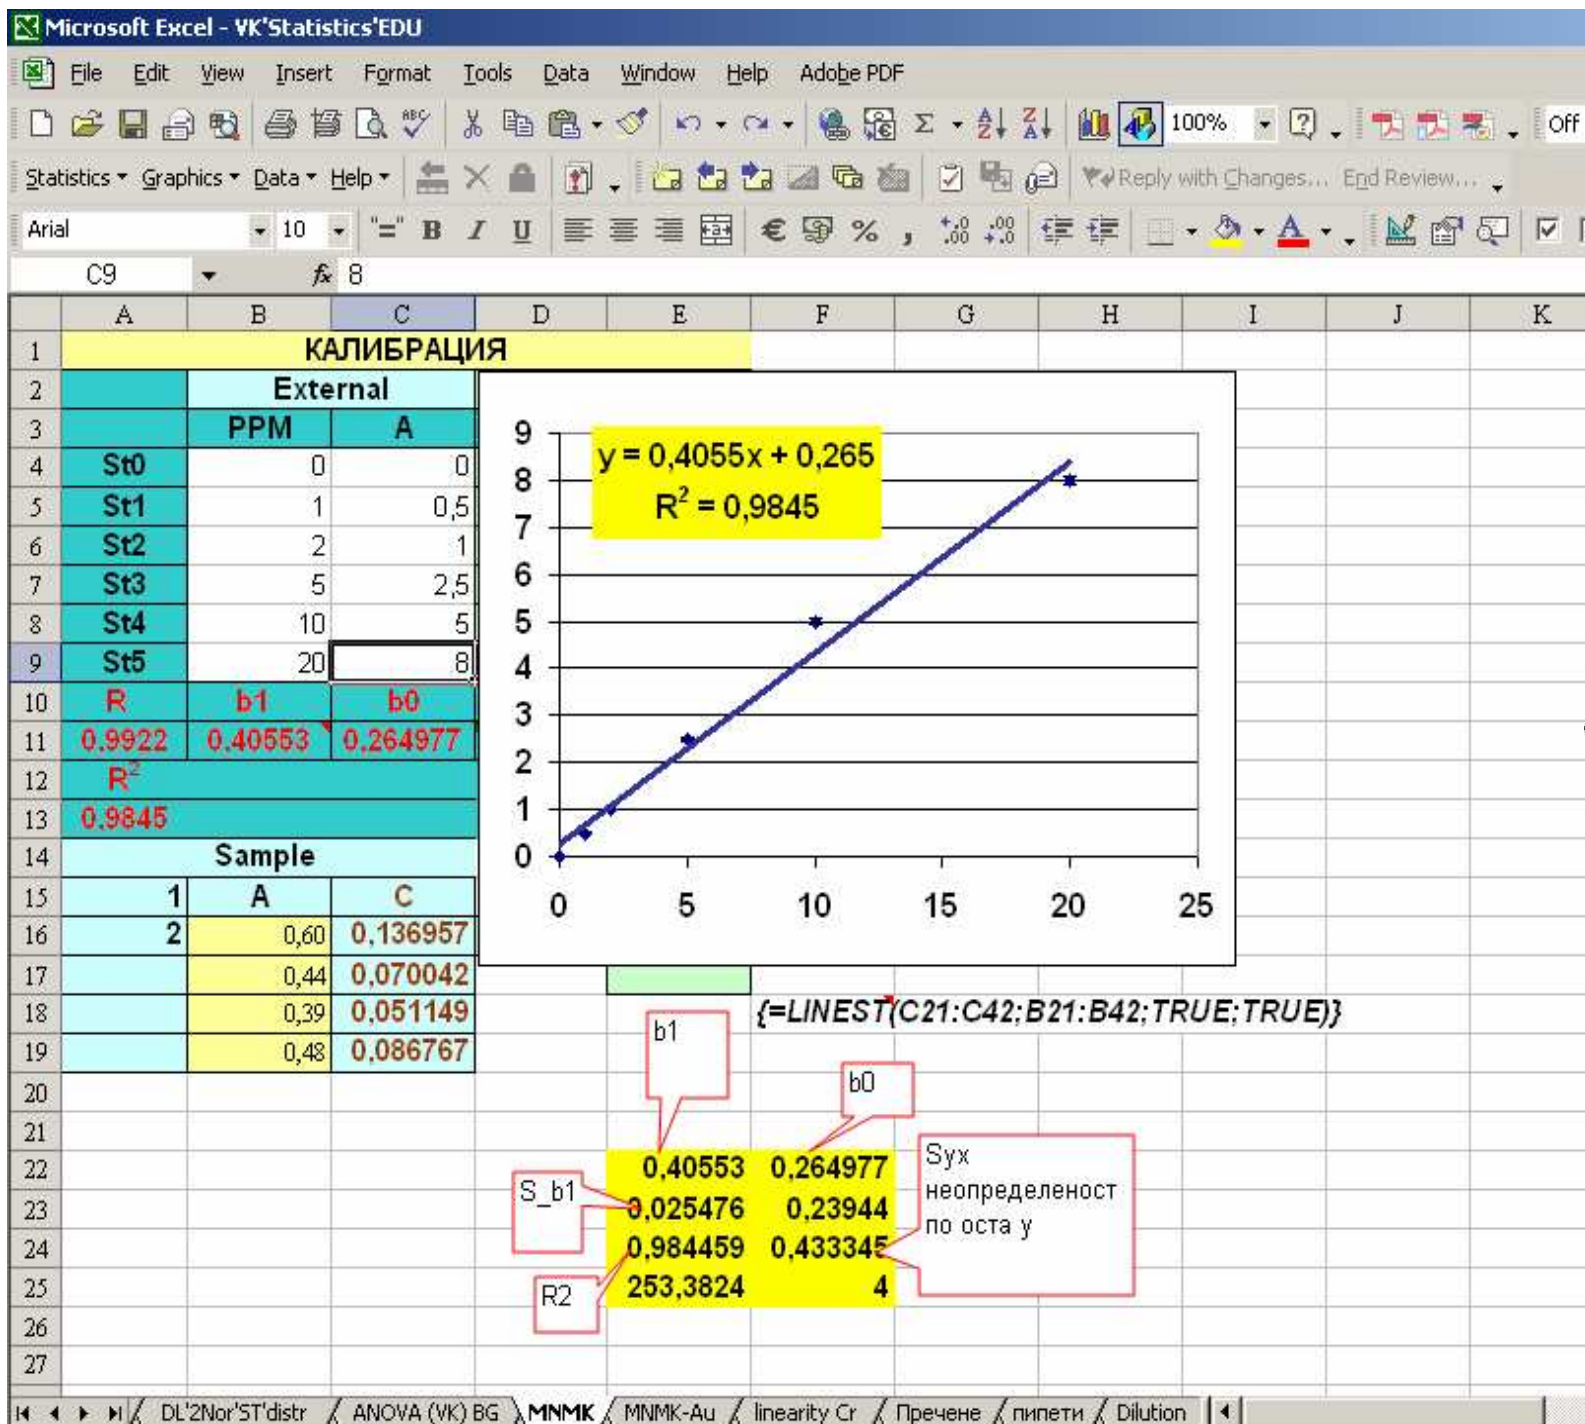 Microsoft Excel - VK'Statistics'EDU
File Edit View Insert Format Tools Data Window Help Adobe PDF
100% Off
Statistics Graphics Data Help Reply with Changes... End Review...
Arial 10 "=" B I U € % ,
C9 fx 8
A B C D E F G H I J K
1 КАЛИБРАЦИЯ
2 External
3 PPM A
4 St0 0 0
5 St1 1 0,5
6 St2 2 1
7 St3 5 2,5
8 St4 10 5
9 St5 20 8
10 R b1 b0
11 0,9922 0,40553 0,264977
12 R²
13 0,9845
14 Sample
15 1 A C
16 2 0,60 0,136957
17 0,44 0,070042
18 0,39 0,051149
19 0,48 0,086767
20
21
22 0,40553 0,264977
23 0,025476 0,23944
24 0,984459 0,433345
25 253,3824 4
26
27
y = 0,4055x + 0,265
R² = 0,9845
9
8
7
6
5
4
3
2
1
0
0 5 10 15 20 25
{=LINEST(C21:C42;B21:B42;TRUE;TRUE)}
b1
b0
S_b1
R2
Syx
неопределеност
по оста y
DL'2Nor'ST'distr ANOVA (VK) BG MNMK MNMK-Au linearity Cr Пречене пипети Dilution